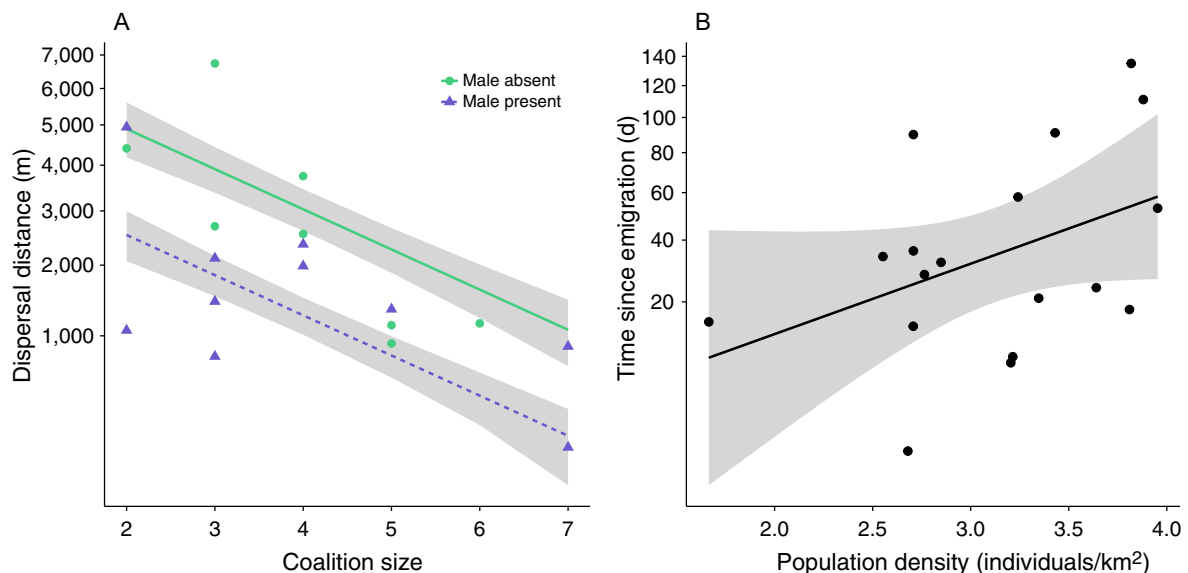 A
Dispersal distance (m)
7,000
6,000
5,000
4,000
3,000
2,000
1,000
Male absent
Male present
2 3 4 5 6 7
Coalition size
B
Time since emigration (d)
140
120
100
80
60
40
20
2.0 2.5 3.0 3.5 4.0
Population density (individuals/km²)